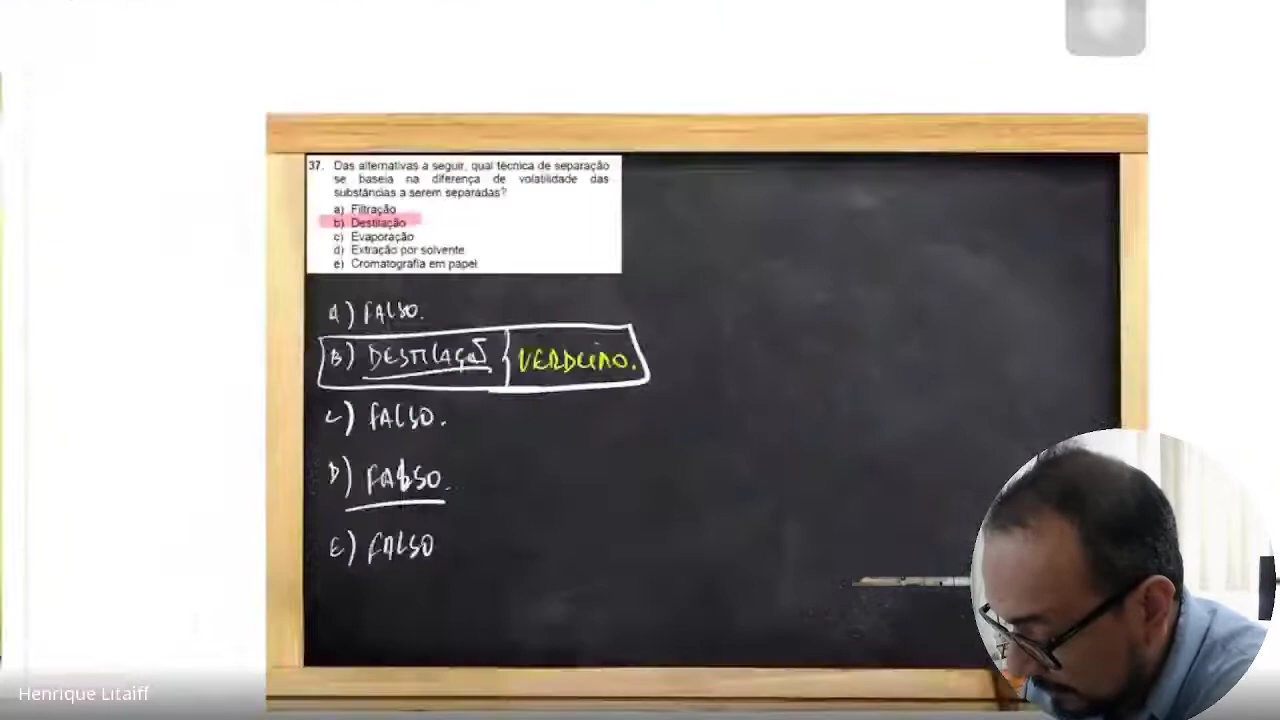 37. Das alternativas a seguir, qual técnica de separação
se baseia na diferença de volatilidade das
substâncias a serem separadas?
a) Filtração
b) Destilação
c) Evaporação
d) Extração por solvente
e) Cromatografia em papel
A) FALSO.
B) DESTILAÇÃO } VERDEIRO.
C) FALSO.
D) FALSO.
E) FALSO
Henrique Litaiff